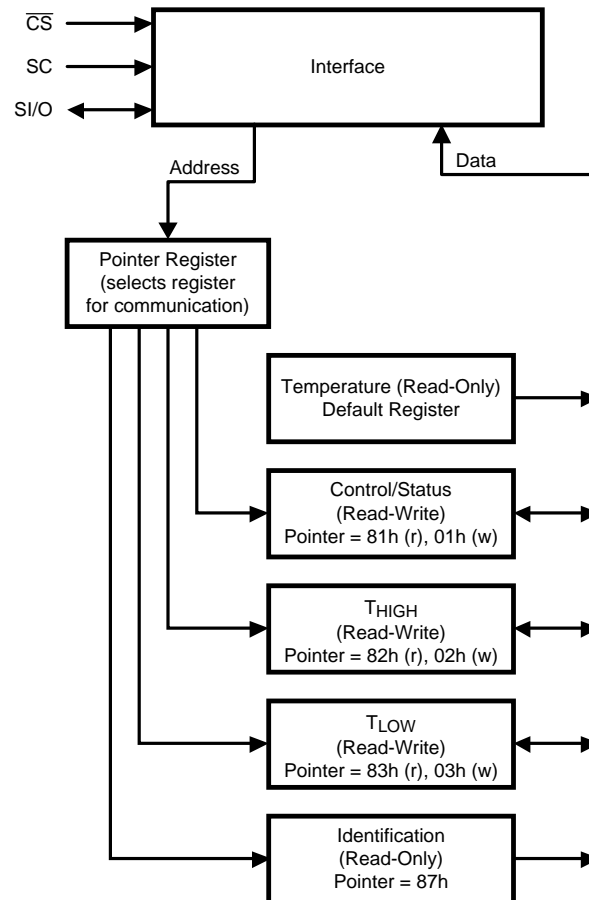 CS
SC
SI/O
Interface
Address
Data
Pointer Register
(selects register
for communication)
Temperature (Read-Only)
Default Register
Control/Status
(Read-Write)
Pointer = 81h (r), 01h (w)
THIGH
(Read-Write)
Pointer = 82h (r), 02h (w)
TLOW
(Read-Write)
Pointer = 83h (r), 03h (w)
Identification
(Read-Only)
Pointer = 87h